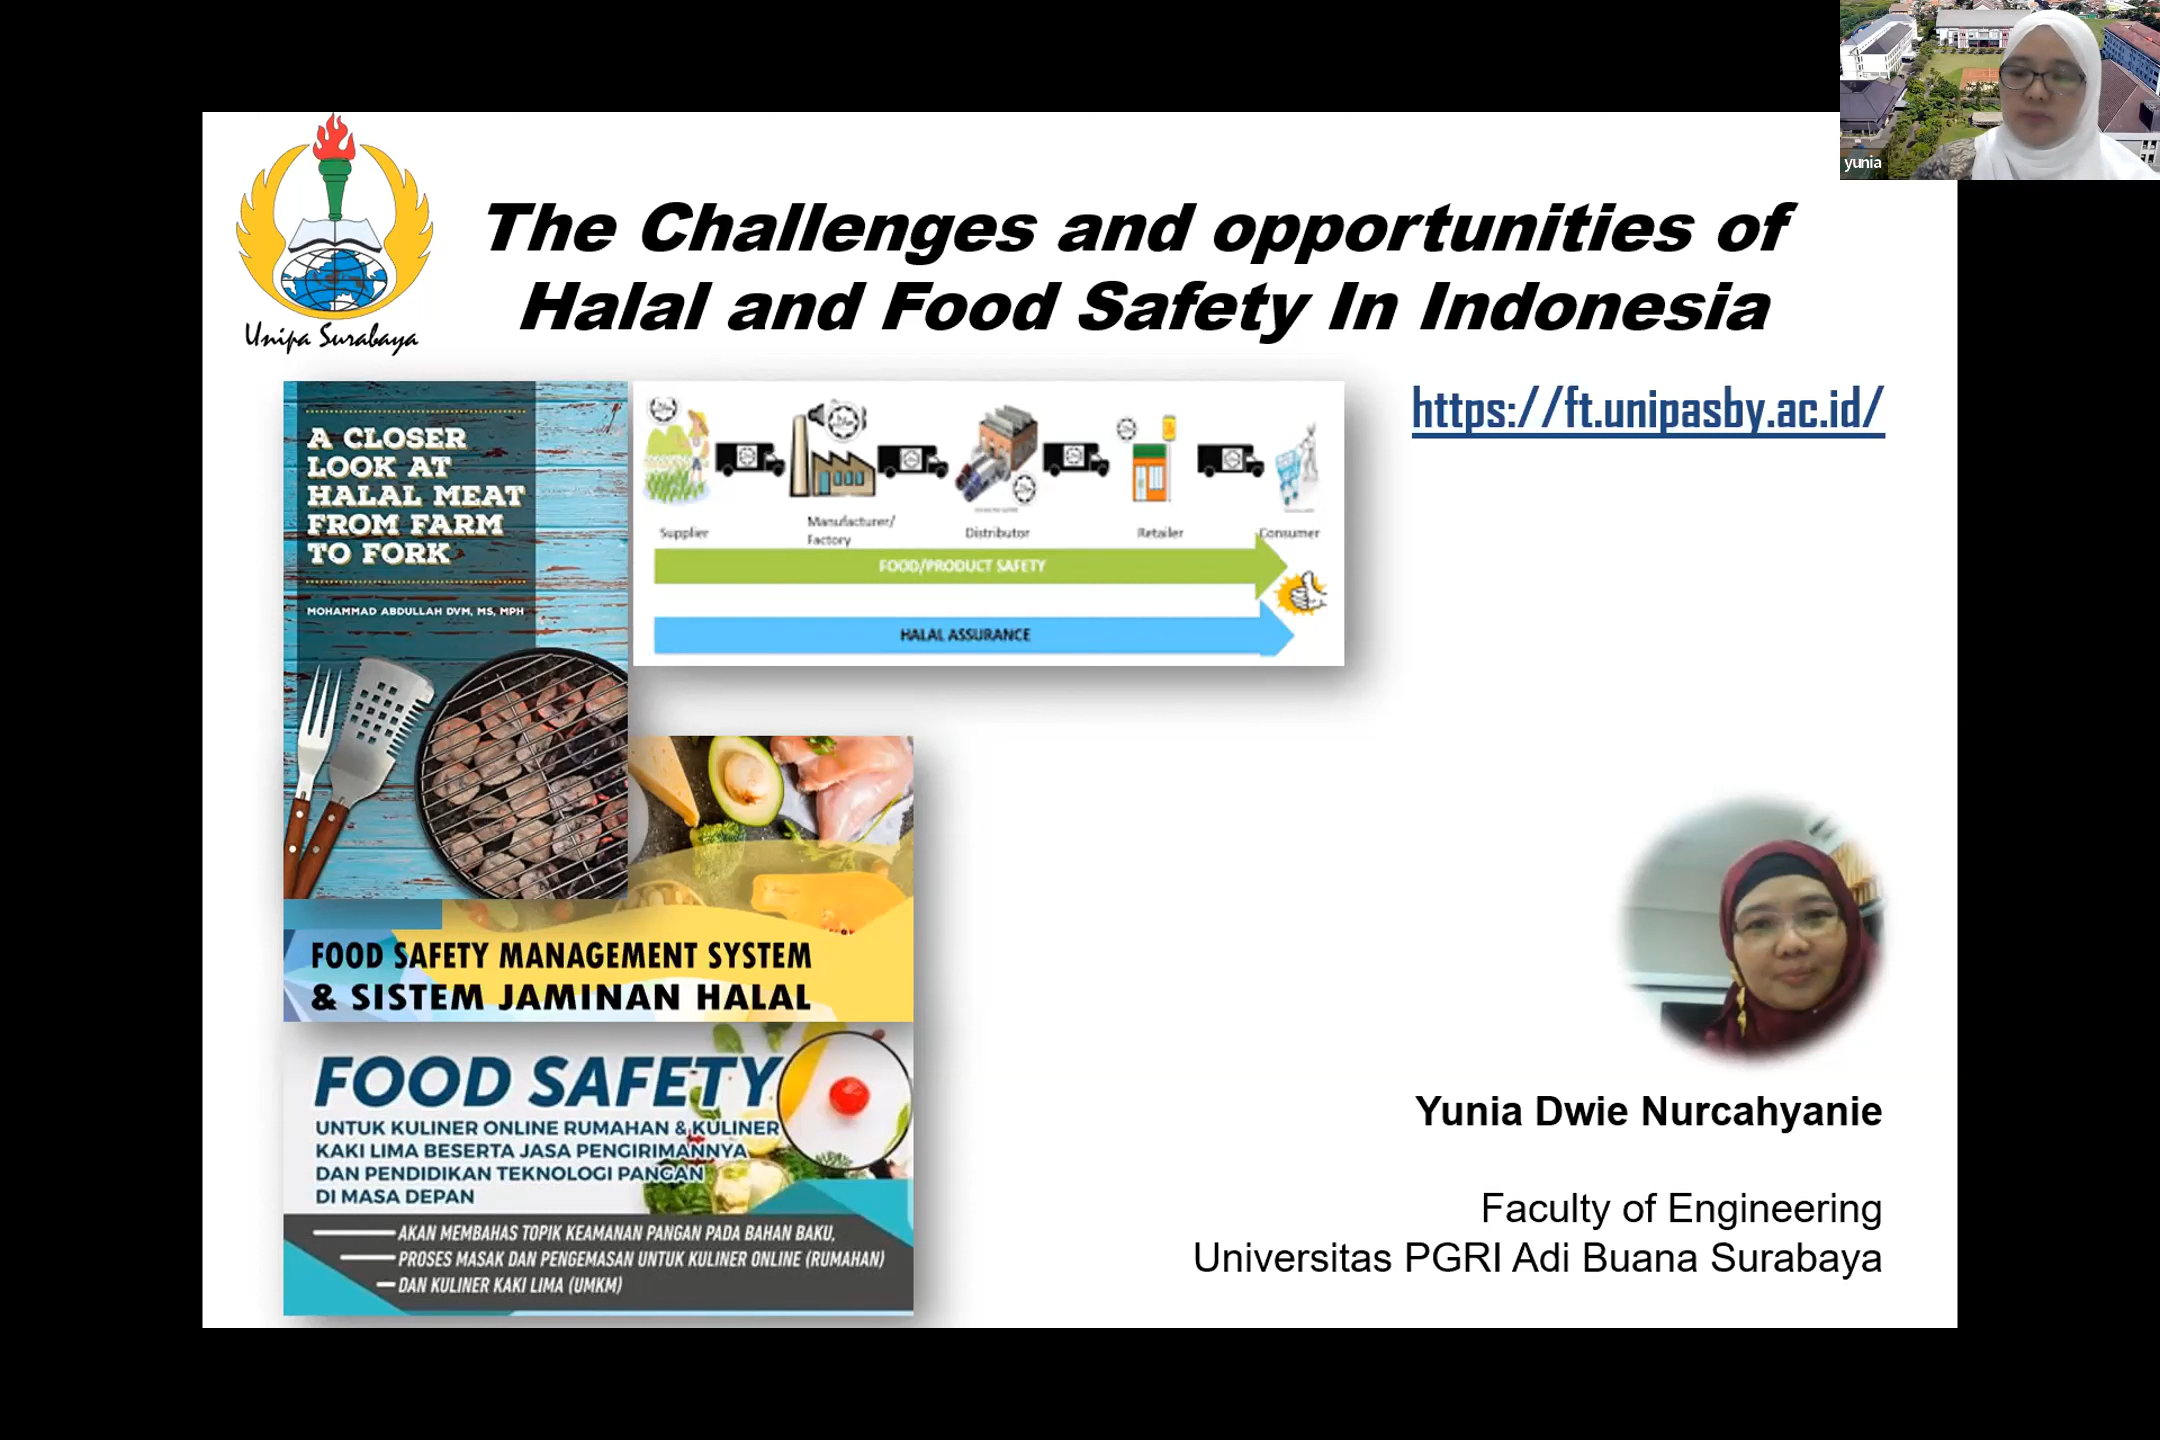 yunia
Unipa Surabaya
The Challenges and opportunities of
Halal and Food Safety In Indonesia
https://ft.unipasby.ac.id/
A CLOSER
LOOK AT
HALAL MEAT
FROM FARM
TO FORK
MOHAMMAD ABDULLAH DVM, MS, MPH
Supplier
Manufacturer/
Factory
Distributor
Retailer
Consumer
FOOD/PRODUCT SAFETY
HALAL ASSURANCE
FOOD SAFETY MANAGEMENT SYSTEM
& SISTEM JAMINAN HALAL
FOOD SAFETY
UNTUK KULINER ONLINE RUMAHAN & KULINER
KAKI LIMA BESERTA JASA PENGIRIMANNYA
DAN PENDIDIKAN TEKNOLOGI PANGAN
DI MASA DEPAN
AKAN MEMBAHAS TOPIK KEAMANAN PANGAN PADA BAHAN BAKU,
PROSES MASAK DAN PENGEMASAN UNTUK KULINER ONLINE (RUMAHAN)
DAN KULINER KAKI LIMA (UMKM)
Yunia Dwie Nurcahyanie
Faculty of Engineering
Universitas PGRI Adi Buana Surabaya